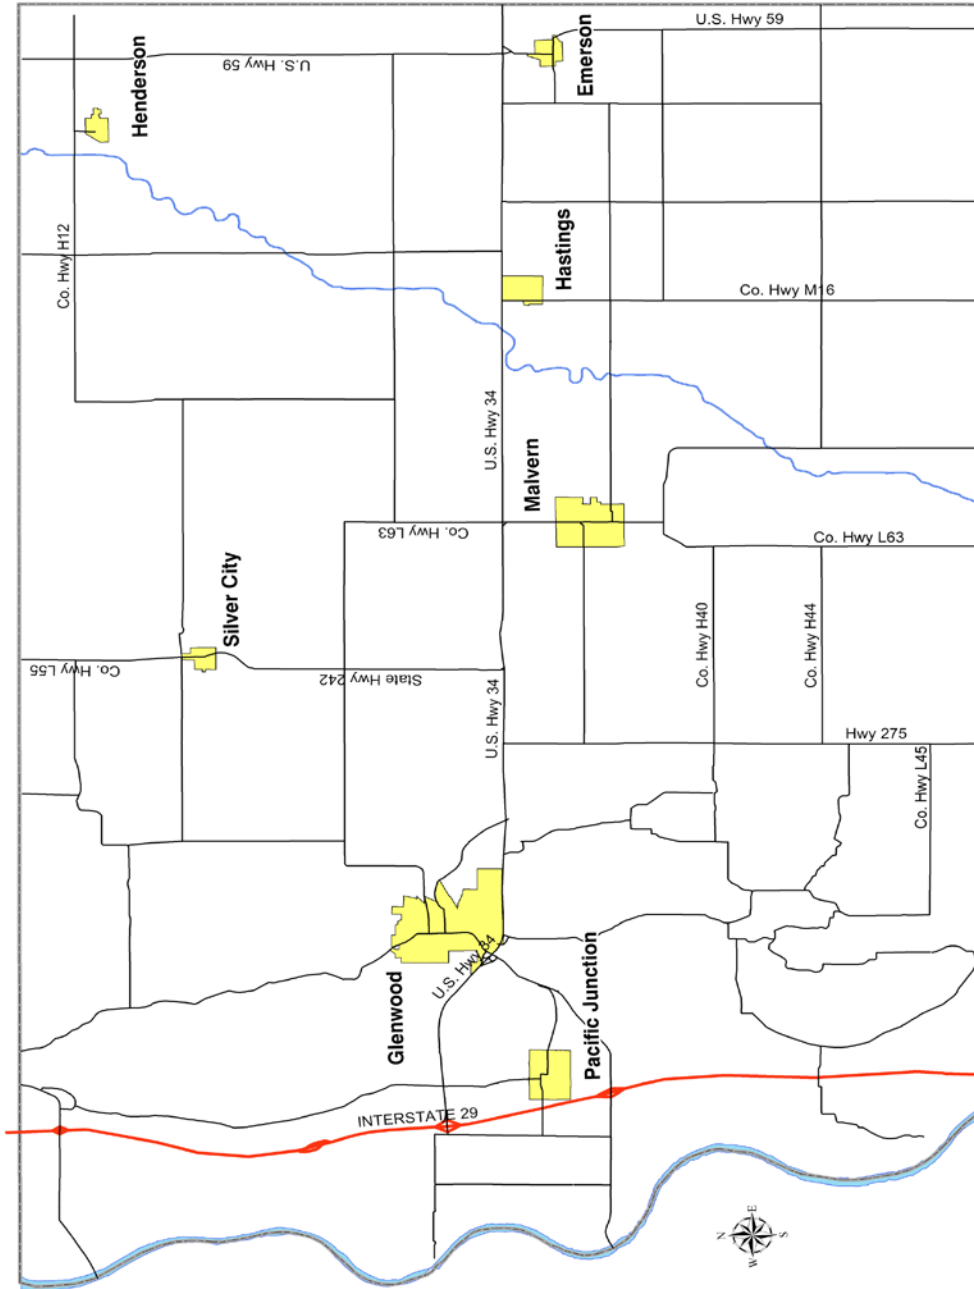 U.S. Hwy 59
Henderson
U.S. Hwy 59
Emerson
Co. Hwy H12
Hastings
Co. Hwy M16
U.S. Hwy 34
Malvern
Co. Hwy L63
Co. Hwy L63
Silver City
Co. Hwy L55
State Hwy 242
Co. Hwy H40
Co. Hwy H44
U.S. Hwy 34
Hwy 275
Co. Hwy L45
U.S. Hwy 34
Glenwood
Pacific Junction
INTERSTATE 29
N
E
W
S